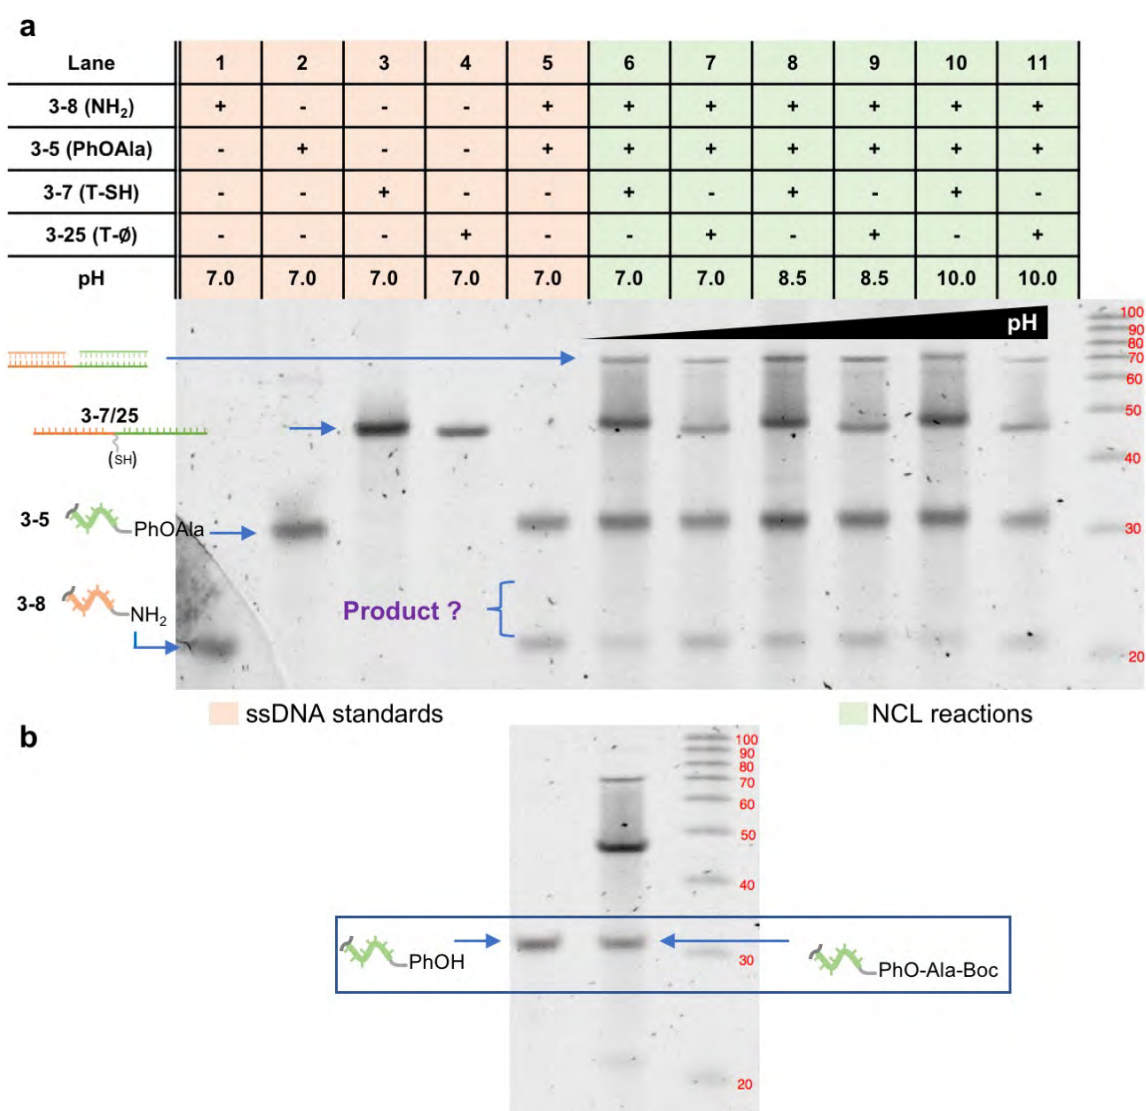 a
Lane 1 2 3 4 5 6 7 8 9 10 11
3-8 (NH₂) + - - - + + + + + + +
3-5 (PhOAla) - + - - + + + + + + +
3-7 (T-SH) - - + - - + - + - + -
3-25 (T-Ø) - - - + - - + - + - +
pH 7.0 7.0 7.0 7.0 7.0 7.0 7.0 8.5 8.5 10.0 10.0
pH
100
90
80
70
60
50
40
30
20
3-7/25
(SH)
3-5
PhOAla
3-8
NH₂
Product ?
ssDNA standards
NCL reactions
b
100
90
80
70
60
50
40
30
20
PhOH
PhO-Ala-Boc